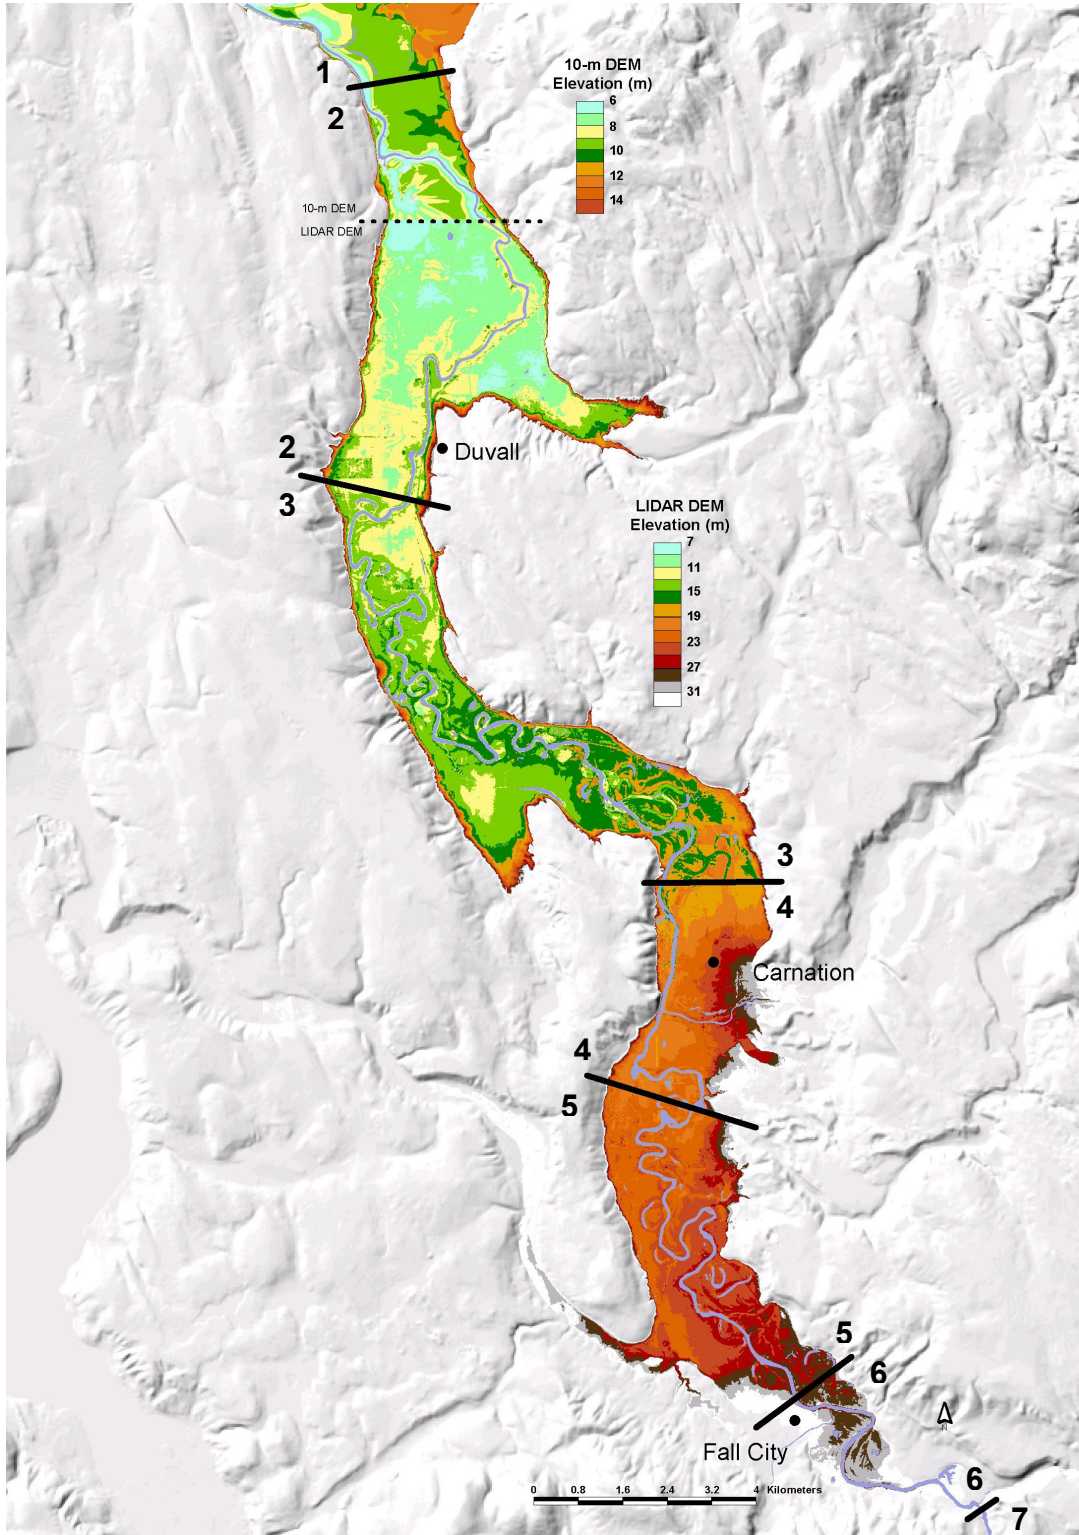 1
2
10-m DEM
Elevation (m)
6
8
10
12
14
10-m DEM
LIDAR DEM
2
3
Duvall
LIDAR DEM
Elevation (m)
7
11
15
19
23
27
31
3
4
Carnation
4
5
5
6
N
Fall City
6
7
0 0.8 1.6 2.4 3.2 4 Kilometers